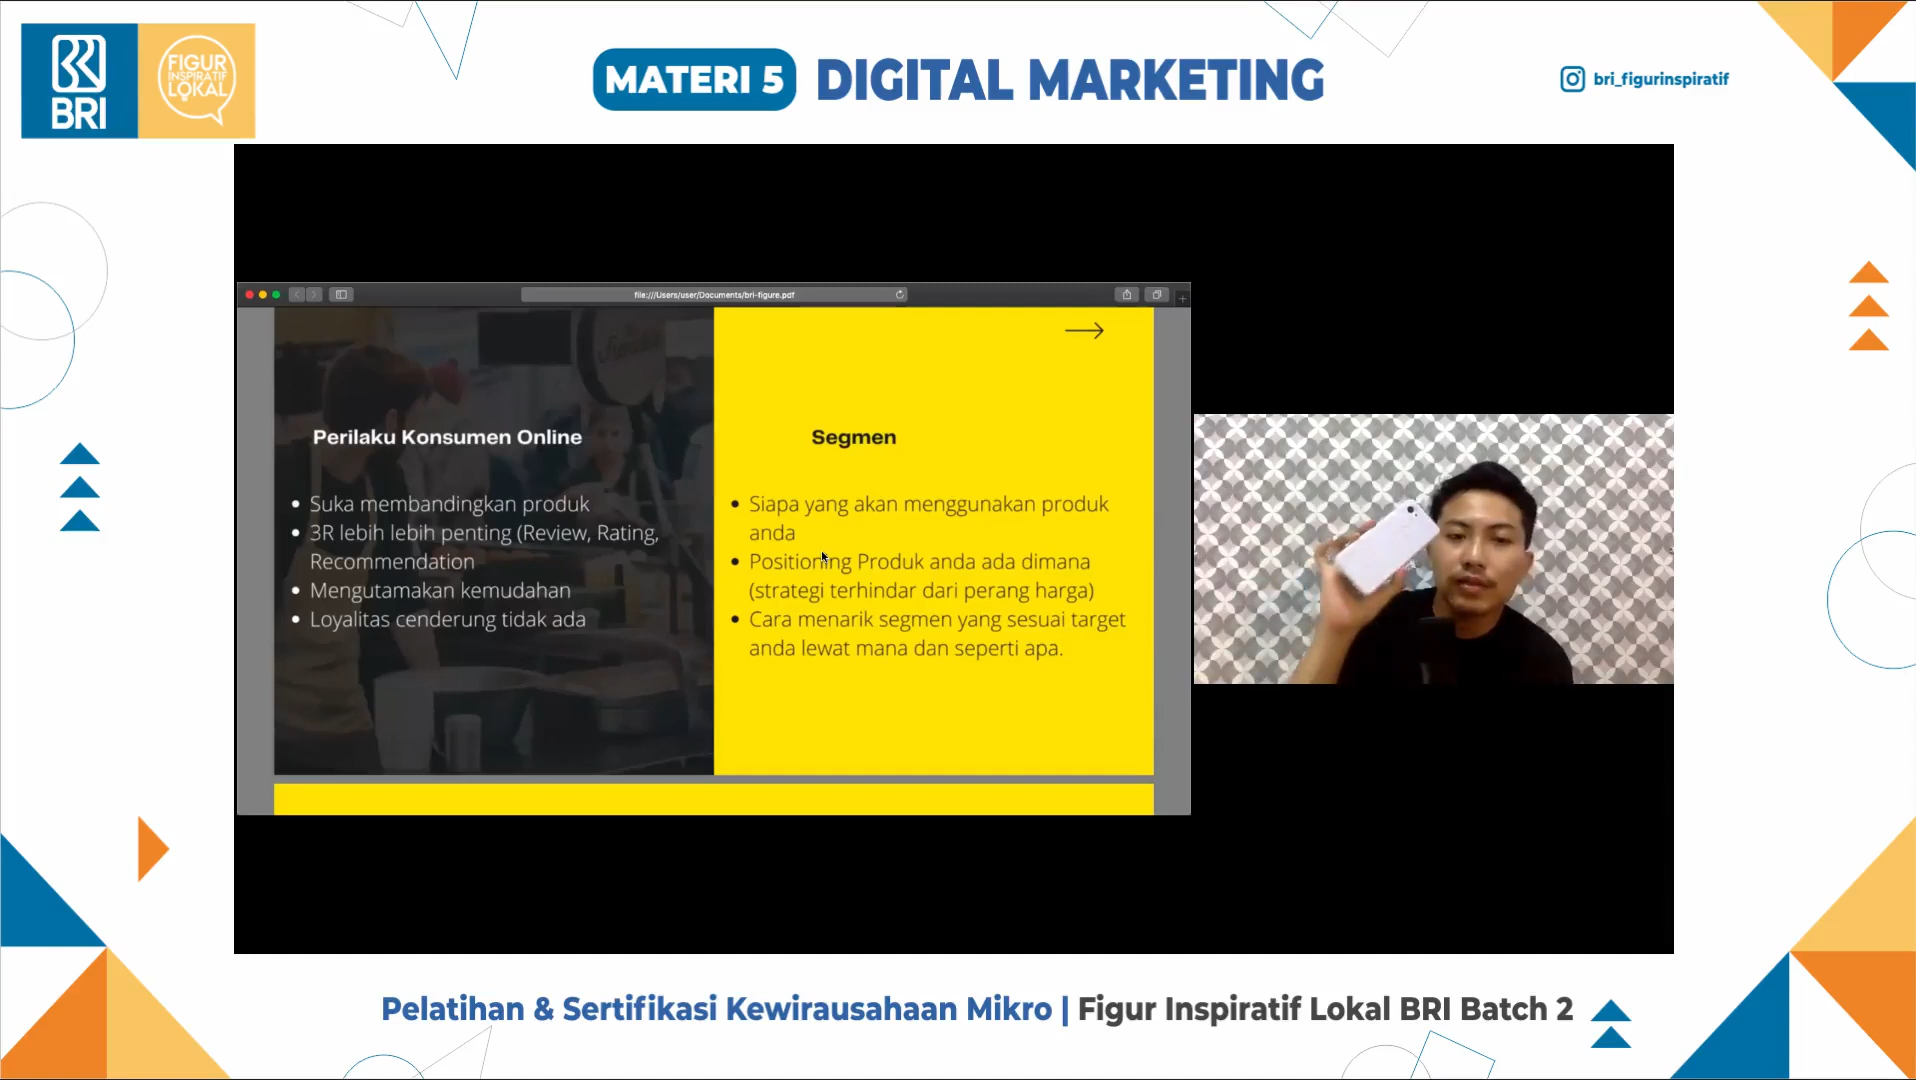 BRI
FIGUR
INSPIRATIF
LOKAL
MATERI 5 DIGITAL MARKETING
bri_figurinspiratif
file:///Users/user/Documents/bri-figure.pdf
Perilaku Konsumen Online
Suka membandingkan produk
3R lebih lebih penting (Review, Rating,
Recommendation
Mengutamakan kemudahan
Loyalitas cenderung tidak ada
Segmen
Siapa yang akan menggunakan produk
anda
Positioning Produk anda ada dimana
(strategi terhindar dari perang harga)
Cara menarik segmen yang sesuai target
anda lewat mana dan seperti apa.
Pelatihan & Sertifikasi Kewirausahaan Mikro | Figur Inspiratif Lokal BRI Batch 2